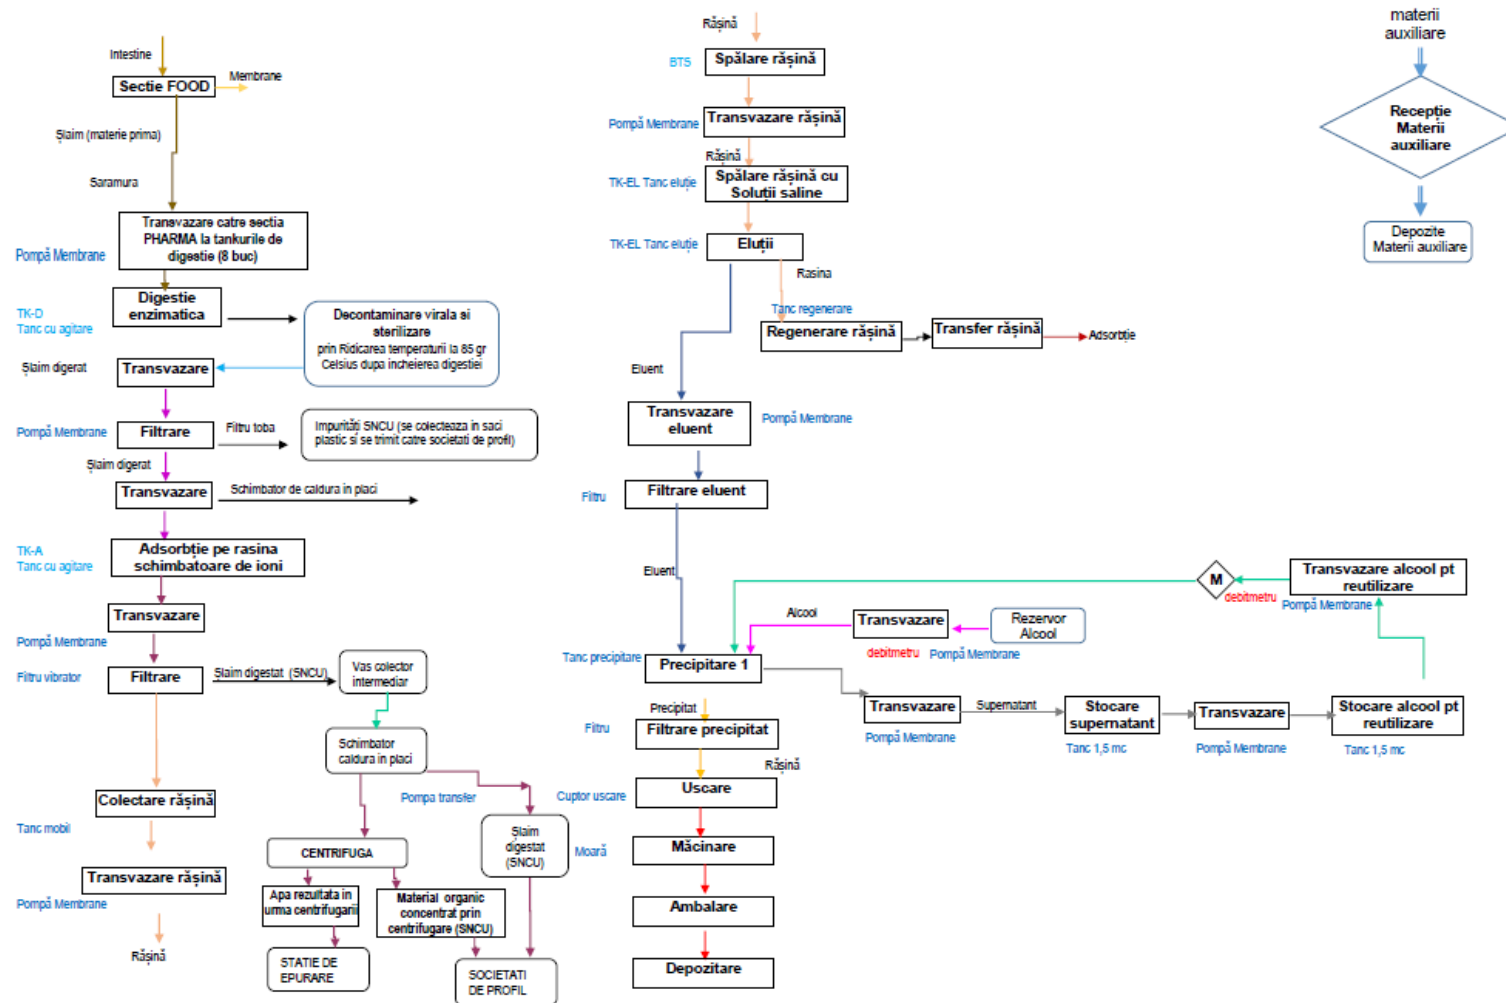 Intestine
Sectie FOOD
Membrane
Șlaim (materie prima)
Saramura
Transvazare catre sectia
PHARMA la tankurile de
digestie (8 buc)
Pompă Membrane
Digestie
enzimatica
TK-D
Tanc cu agitare
Decontaminare virala si
sterilizare
prin Ridicarea temperaturii la 85 gr
Celsius dupa incheierea digestiei
Șlaim digerat
Transvazare
Pompă Membrane
Filtrare
Filtru toba
Impurități SNCU (se colecteaza in saci
plastic si se trimit catre societati de profil)
Șlaim digerat
Transvazare
Schimbator de caldura in placi
TK-A
Tanc cu agitare
Adsorbție pe rasina
schimbatoare de ioni
Transvazare
Pompă Membrane
Filtru vibrator
Filtrare
Slaim digestat (SNCU)
Vas colector
intermediar
Schimbator
caldura in placi
Colectare rășină
Tanc mobil
Pompa transfer
Șlaim
digestat
(SNCU)
CENTRIFUGA
Transvazare rășină
Pompă Membrane
Apa rezultata in
urma centrifugarii
Material organic
concentrat prin
centrifugare (SNCU)
Rășină
STATIE DE
EPURARE
SOCIETATI
DE PROFIL
Rășină
BTS
Spălare rășină
Pompă Membrane
Transvazare rășină
Rășină
TK-EL Tanc eluție
Spălare rășină cu
Soluții saline
TK-EL Tanc eluție
Eluții
Rasina
Tanc regenerare
Regenerare rășină
Transfer rășină
Adsorbție
Eluent
Transvazare
eluent
Pompă Membrane
Filtru
Filtrare eluent
Eluent
Alcool
Transvazare
Rezervor
Alcool
debitmetru
Pompă Membrane
M
debitmetru
Transvazare alcool pt
reutilizare
Pompă Membrane
Tanc precipitare
Precipitare 1
Transvazare
Pompă Membrane
Supernatant
Stocare
supernatant
Tanc 1,5 mc
Transvazare
Pompă Membrane
Stocare alcool pt
reutilizare
Tanc 1,5 mc
Precipitat
Filtru
Filtrare precipitat
Rășină
Cuptor uscare
Uscare
Moară
Măcinare
Ambalare
Depozitare
materii
auxiliare
Recepție
Materii
auxiliare
Depozite
Materii auxiliare